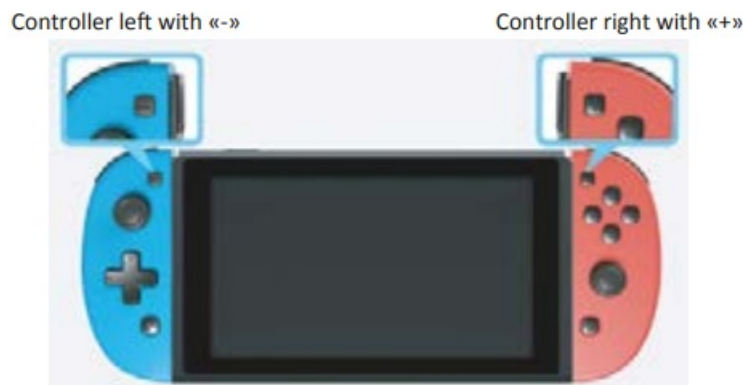 Controller left with «-»
Controller right with «+»